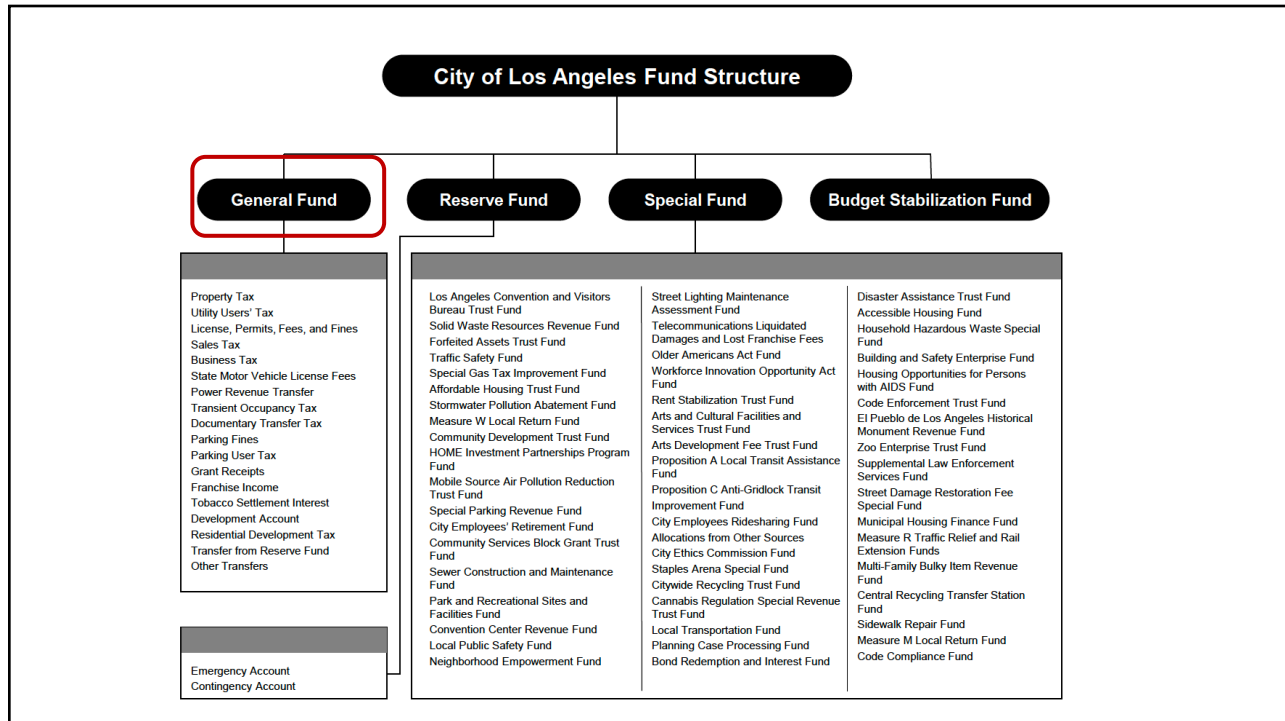 City of Los Angeles Fund Structure
General Fund
Reserve Fund
Special Fund
Budget Stabilization Fund
Property Tax
Utility Users' Tax
License, Permits, Fees, and Fines
Sales Tax
Business Tax
State Motor Vehicle License Fees
Power Revenue Transfer
Transient Occupancy Tax
Documentary Transfer Tax
Parking Fines
Parking User Tax
Grant Receipts
Franchise Income
Tobacco Settlement Interest
Development Account
Residential Development Tax
Transfer from Reserve Fund
Other Transfers
Emergency Account
Contingency Account
Los Angeles Convention and Visitors
Bureau Trust Fund
Solid Waste Resources Revenue Fund
Forfeited Assets Trust Fund
Traffic Safety Fund
Special Gas Tax Improvement Fund
Affordable Housing Trust Fund
Stormwater Pollution Abatement Fund
Measure W Local Return Fund
Community Development Trust Fund
HOME Investment Partnerships Program
Fund
Mobile Source Air Pollution Reduction
Trust Fund
Special Parking Revenue Fund
City Employees' Retirement Fund
Community Services Block Grant Trust
Fund
Sewer Construction and Maintenance
Fund
Park and Recreational Sites and
Facilities Fund
Convention Center Revenue Fund
Local Public Safety Fund
Neighborhood Empowerment Fund
Street Lighting Maintenance
Assessment Fund
Telecommunications Liquidated
Damages and Lost Franchise Fees
Older Americans Act Fund
Workforce Innovation Opportunity Act
Fund
Rent Stabilization Trust Fund
Arts and Cultural Facilities and
Services Trust Fund
Arts Development Fee Trust Fund
Proposition A Local Transit Assistance
Fund
Proposition C Anti-Gridlock Transit
Improvement Fund
City Employees Ridesharing Fund
Allocations from Other Sources
City Ethics Commission Fund
Staples Arena Special Fund
Citywide Recycling Trust Fund
Cannabis Regulation Special Revenue
Trust Fund
Local Transportation Fund
Planning Case Processing Fund
Bond Redemption and Interest Fund
Disaster Assistance Trust Fund
Accessible Housing Fund
Household Hazardous Waste Special
Fund
Building and Safety Enterprise Fund
Housing Opportunities for Persons
with AIDS Fund
Code Enforcement Trust Fund
El Pueblo de Los Angeles Historical
Monument Revenue Fund
Zoo Enterprise Trust Fund
Supplemental Law Enforcement
Services Fund
Street Damage Restoration Fee
Special Fund
Municipal Housing Finance Fund
Measure R Traffic Relief and Rail
Extension Funds
Multi-Family Bulky Item Revenue
Fund
Central Recycling Transfer Station
Fund
Sidewalk Repair Fund
Measure M Local Return Fund
Code Compliance Fund